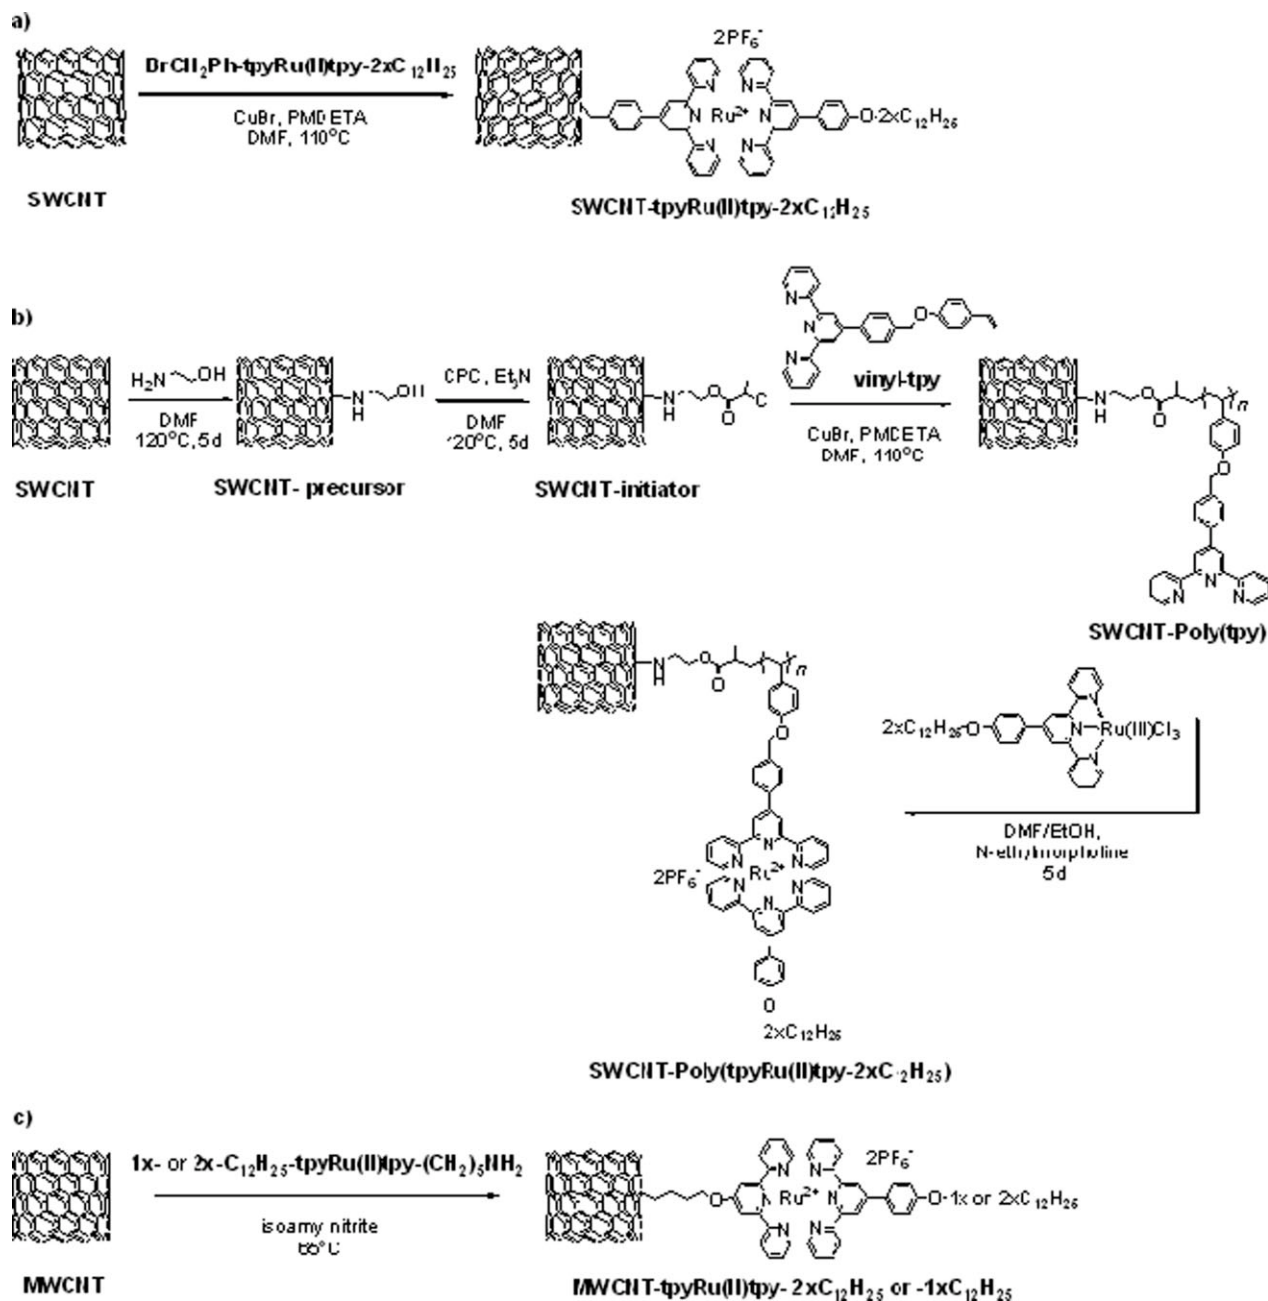 a)
BrCH₂Ph-tpyRu(II)tpy-2xC₁₂H₂₅
CuBr, PMDETA
DMF, 110°C
SWCNT
2PF₆⁻
N
N
N
Ru²⁺
N
N
N
O-2xC₁₂H₂₅
SWCNT-tpyRu(II)tpy-2xC₁₂H₂₅
b)
H₂N
OH
DMF
120°C, 5d
SWCNT
N
H
OH
SWCNT- precursor
CPC, Et₃N
DMF
120°C, 5d
N
H
O
O
C
SWCNT-initiator
N
N
N
O
vinyl-tpy
CuBr, PMDETA
DMF, 110°C
N
H
O
O
n
O
N
N
N
SWCNT-Poly(tpy)
N
H
O
O
n
O
N
N
N
2PF₆⁻
Ru²⁺
N
N
N
O
2xC₁₂H₂₅
SWCNT-Poly(tpyRu(II)tpy-2xC₁₂H₂₅)
2xC₁₂H₂₅-O
N
N
N
Ru(III)Cl₃
DMF/EtOH,
N-ethylmorpholine
5d
c)
1x- or 2x-C₁₂H₂₅-tpyRu(II)tpy-(CH₂)₅NH₂
isoamy nitrite
65°C
MWCNT
2PF₆⁻
O
N
N
N
Ru²⁺
N
N
N
O-1x or 2xC₁₂H₂₅
MWCNT-tpyRu(II)tpy- 2xC₁₂H₂₅ or -1xC₁₂H₂₅